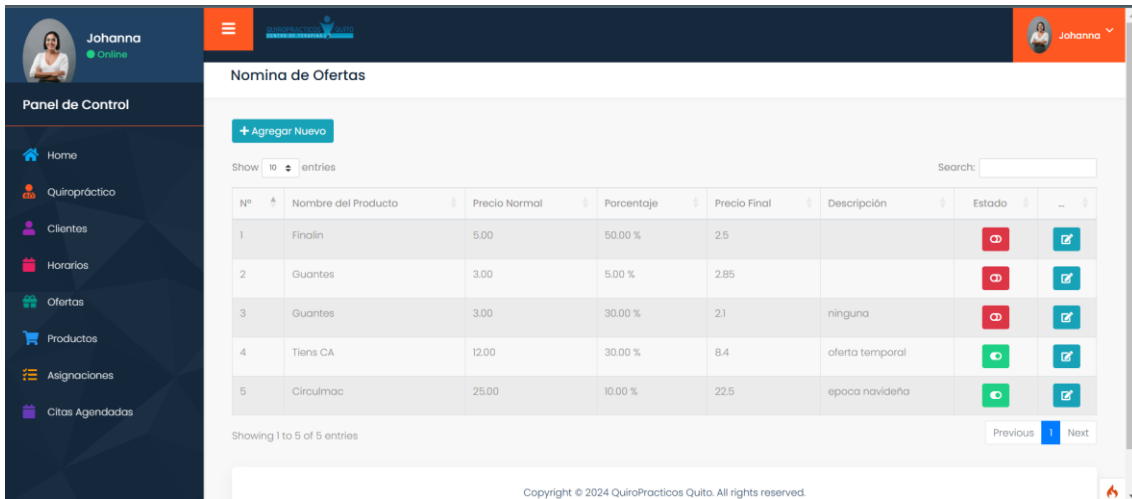 Johanna
Online
Panel de Control
Home
Quiropráctico
Clientes
Horarios
Ofertas
Productos
Asignaciones
Citas Agendadas
QUIROPRACTICOS QUITO
CENTRO DE TERAPIAS
Johanna
Nomina de Ofertas
+ Agregar Nuevo
Show 10 entries
Search:
N° Nombre del Producto Precio Normal Porcentaje Precio Final Descripción Estado ...
1 Finalin 5.00 50.00 % 2.5
2 Guantes 3.00 5.00 % 2.85
3 Guantes 3.00 30.00 % 2.1 ninguna
4 Tiens CA 12.00 30.00 % 8.4 oferta temporal
5 Circulmac 25.00 10.00 % 22.5 epoca navideña
Showing 1 to 5 of 5 entries
Previous 1 Next
Copyright © 2024 QuiroPracticos Quito. All rights reserved.